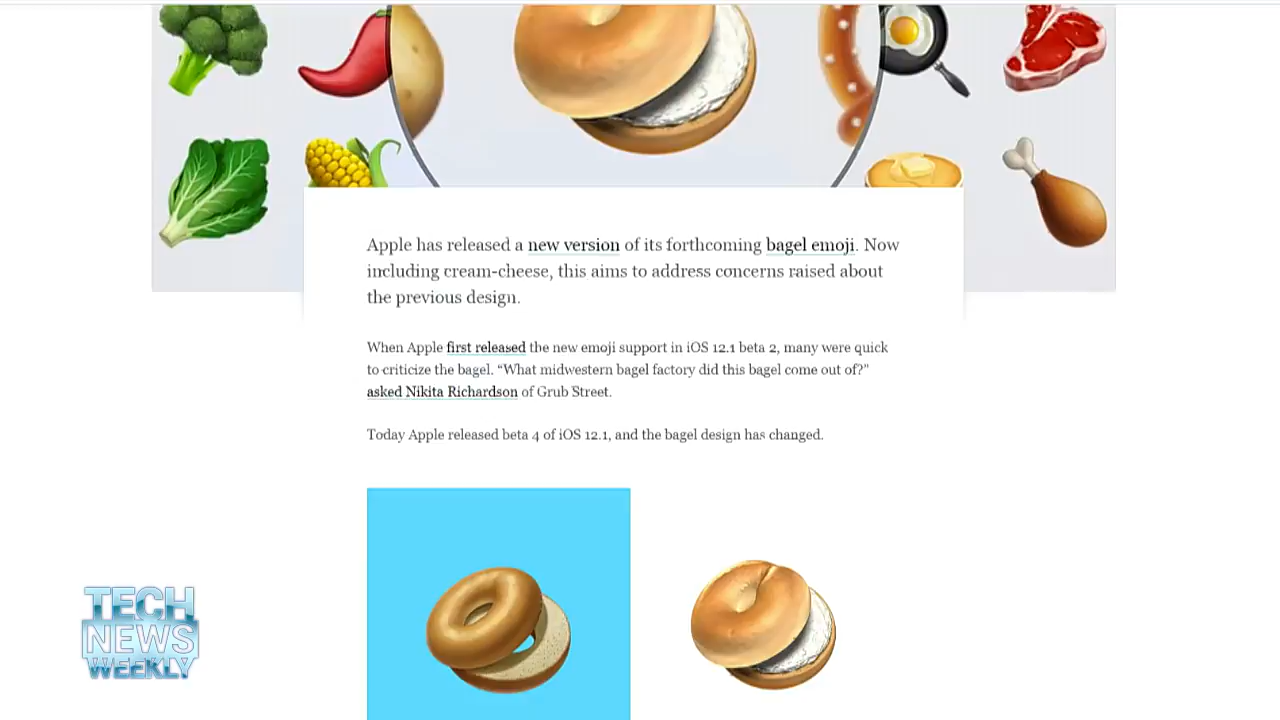 Apple has released a new version of its forthcoming bagel emoji. Now
including cream-cheese, this aims to address concerns raised about
the previous design.
When Apple first released the new emoji support in iOS 12.1 beta 2, many were quick
to criticize the bagel. “What midwestern bagel factory did this bagel come out of?”
asked Nikita Richardson of Grub Street.
Today Apple released beta 4 of iOS 12.1, and the bagel design has changed.
TECH
NEWS
WEEKLY